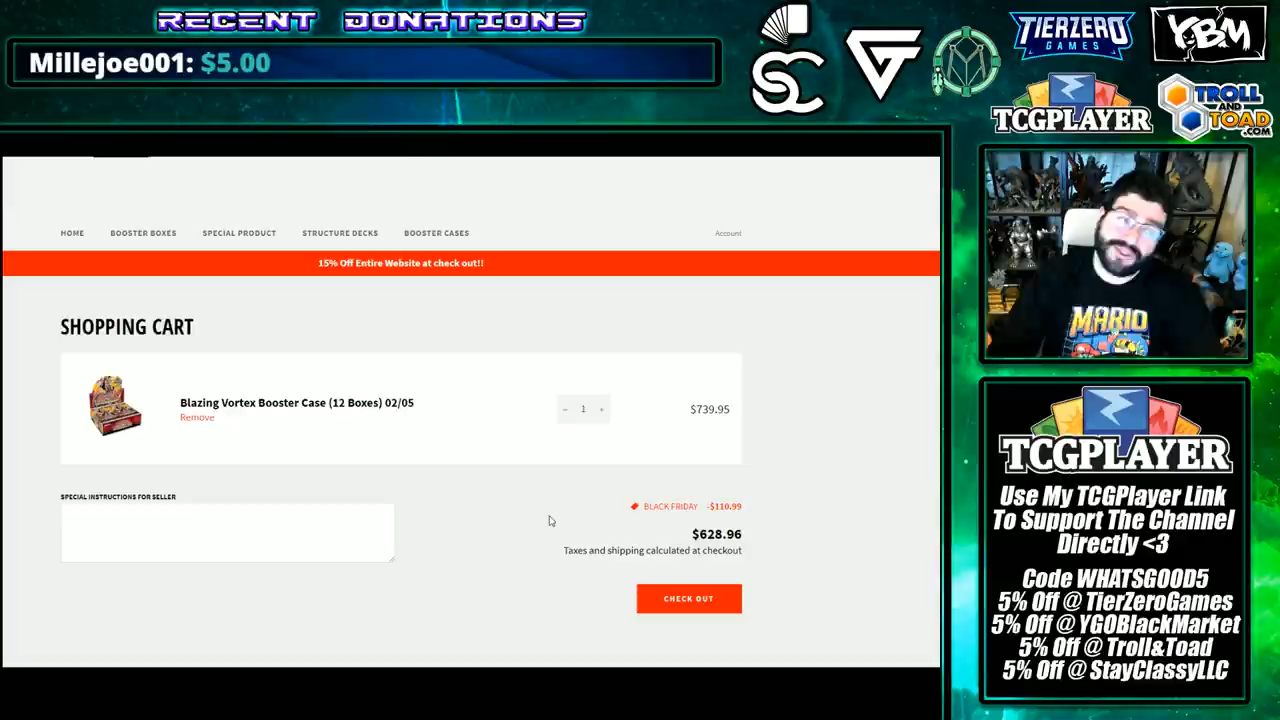 RECENT DONATIONS
Millejoe001: $5.00
SC
TIERZERO
GAMES
YBM
TCGPLAYER
TROLL
AND
TOAD
.COM
HOME BOOSTER BOXES SPECIAL PRODUCT STRUCTURE DECKS BOOSTER CASES Account
15% Off Entire Website at check out!!
SHOPPING CART
Blazing Vortex Booster Case (12 Boxes) 02/05
Remove
− 1 +
$739.95
SPECIAL INSTRUCTIONS FOR SELLER
BLACK FRIDAY -$110.99
$628.96
Taxes and shipping calculated at checkout
CHECK OUT
MARIO
TCGPLAYER
Use My TCGPlayer Link
To Support The Channel
Directly <3
Code WHATSGOOD5
5% Off @ TierZeroGames
5% Off @ YGOBlackMarket
5% Off @ Troll&Toad
5% Off @ StayClassyLLC